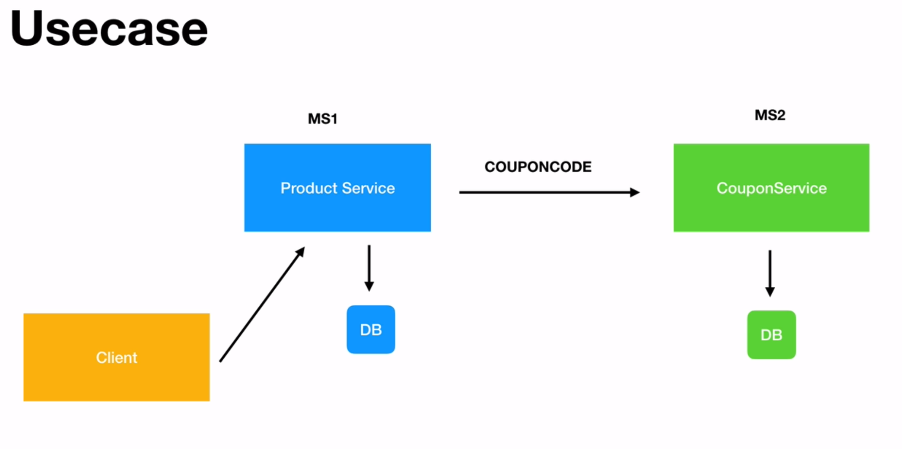 Usecase
MS1
MS2
Product Service
COUPONCODE
CouponService
DB
DB
Client